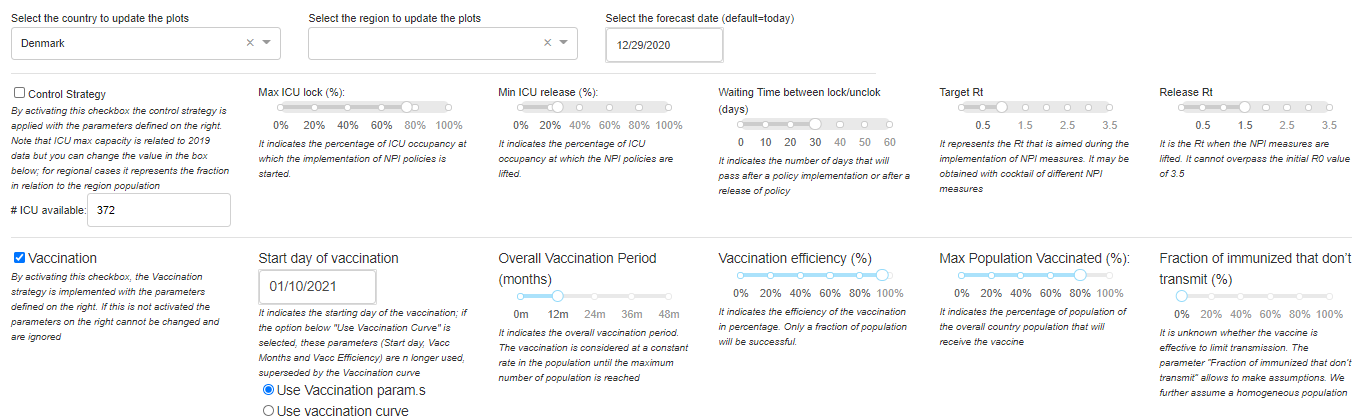 Select the country to update the plots
Select the region to update the plots
Select the forecast date (default=today)
Denmark
12/29/2020
Control Strategy
By activating this checkbox the control strategy is
applied with the parameters defined on the right.
Note that ICU max capacity is related to 2019
data but you can change the value in the box
below; for regional cases it represents the fraction
in relation to the region population
# ICU available:
372
Max ICU lock (%):
0% 20% 40% 60% 80% 100%
It indicates the percentage of ICU occupancy at
which the implementation of NPI policies is
started.
Min ICU release (%):
0% 20% 40% 60% 80% 100%
It indicates the percentage of ICU
occupancy at which the NPI policies are
lifted.
Waiting Time between lock/unclok
(days)
0 10 20 30 40 50 60
It indicates the number of days that will
pass after a policy implementation or after a
release of policy
Target Rt
0.5 1.5 2.5 3.5
It represents the Rt that is aimed during the
implementation of NPI measures. It may be
obtained with cocktail of different NPI
measures
Release Rt
0.5 1.5 2.5 3.5
It is the Rt when the NPI measures are
lifted. It cannot overpass the initial R0 value
of 3.5
Vaccination
By activating this checkbox, the Vaccination
strategy is implemented with the parameters
defined on the right. If this is not activated the
parameters on the right cannot be changed and
are ignored
Start day of vaccination
01/10/2021
It indicates the starting day of the vaccination; if
the option below "Use Vaccination Curve" is
selected, these parameters (Start day, Vacc
Months and Vacc Efficiency) are n longer used,
superseded by the Vaccination curve
Use Vaccination param.s
Use vaccination curve
Overall Vaccination Period
(months)
0m 12m 24m 36m 48m
It indicates the overall vaccination period.
The vaccination is considered at a constant
rate in the population until the maximum
number of population is reached
Vaccination efficiency (%)
0% 20% 40% 60% 80% 100%
It indicates the efficiency of the vaccination
in percentage. Only a fraction of population
will be successful.
Max Population Vaccinated (%):
0% 20% 40% 60% 80% 100%
It indicates the percentage of population of
the overall country population that will
receive the vaccine
Fraction of immunized that don't
transmit (%)
0% 20% 40% 60% 80% 100%
It is unknown whether the vaccine is
effective to limit transmission. The
parameter "Fraction of immunized that don't
transmit" allows to make assumptions. We
further assume a homogeneous population